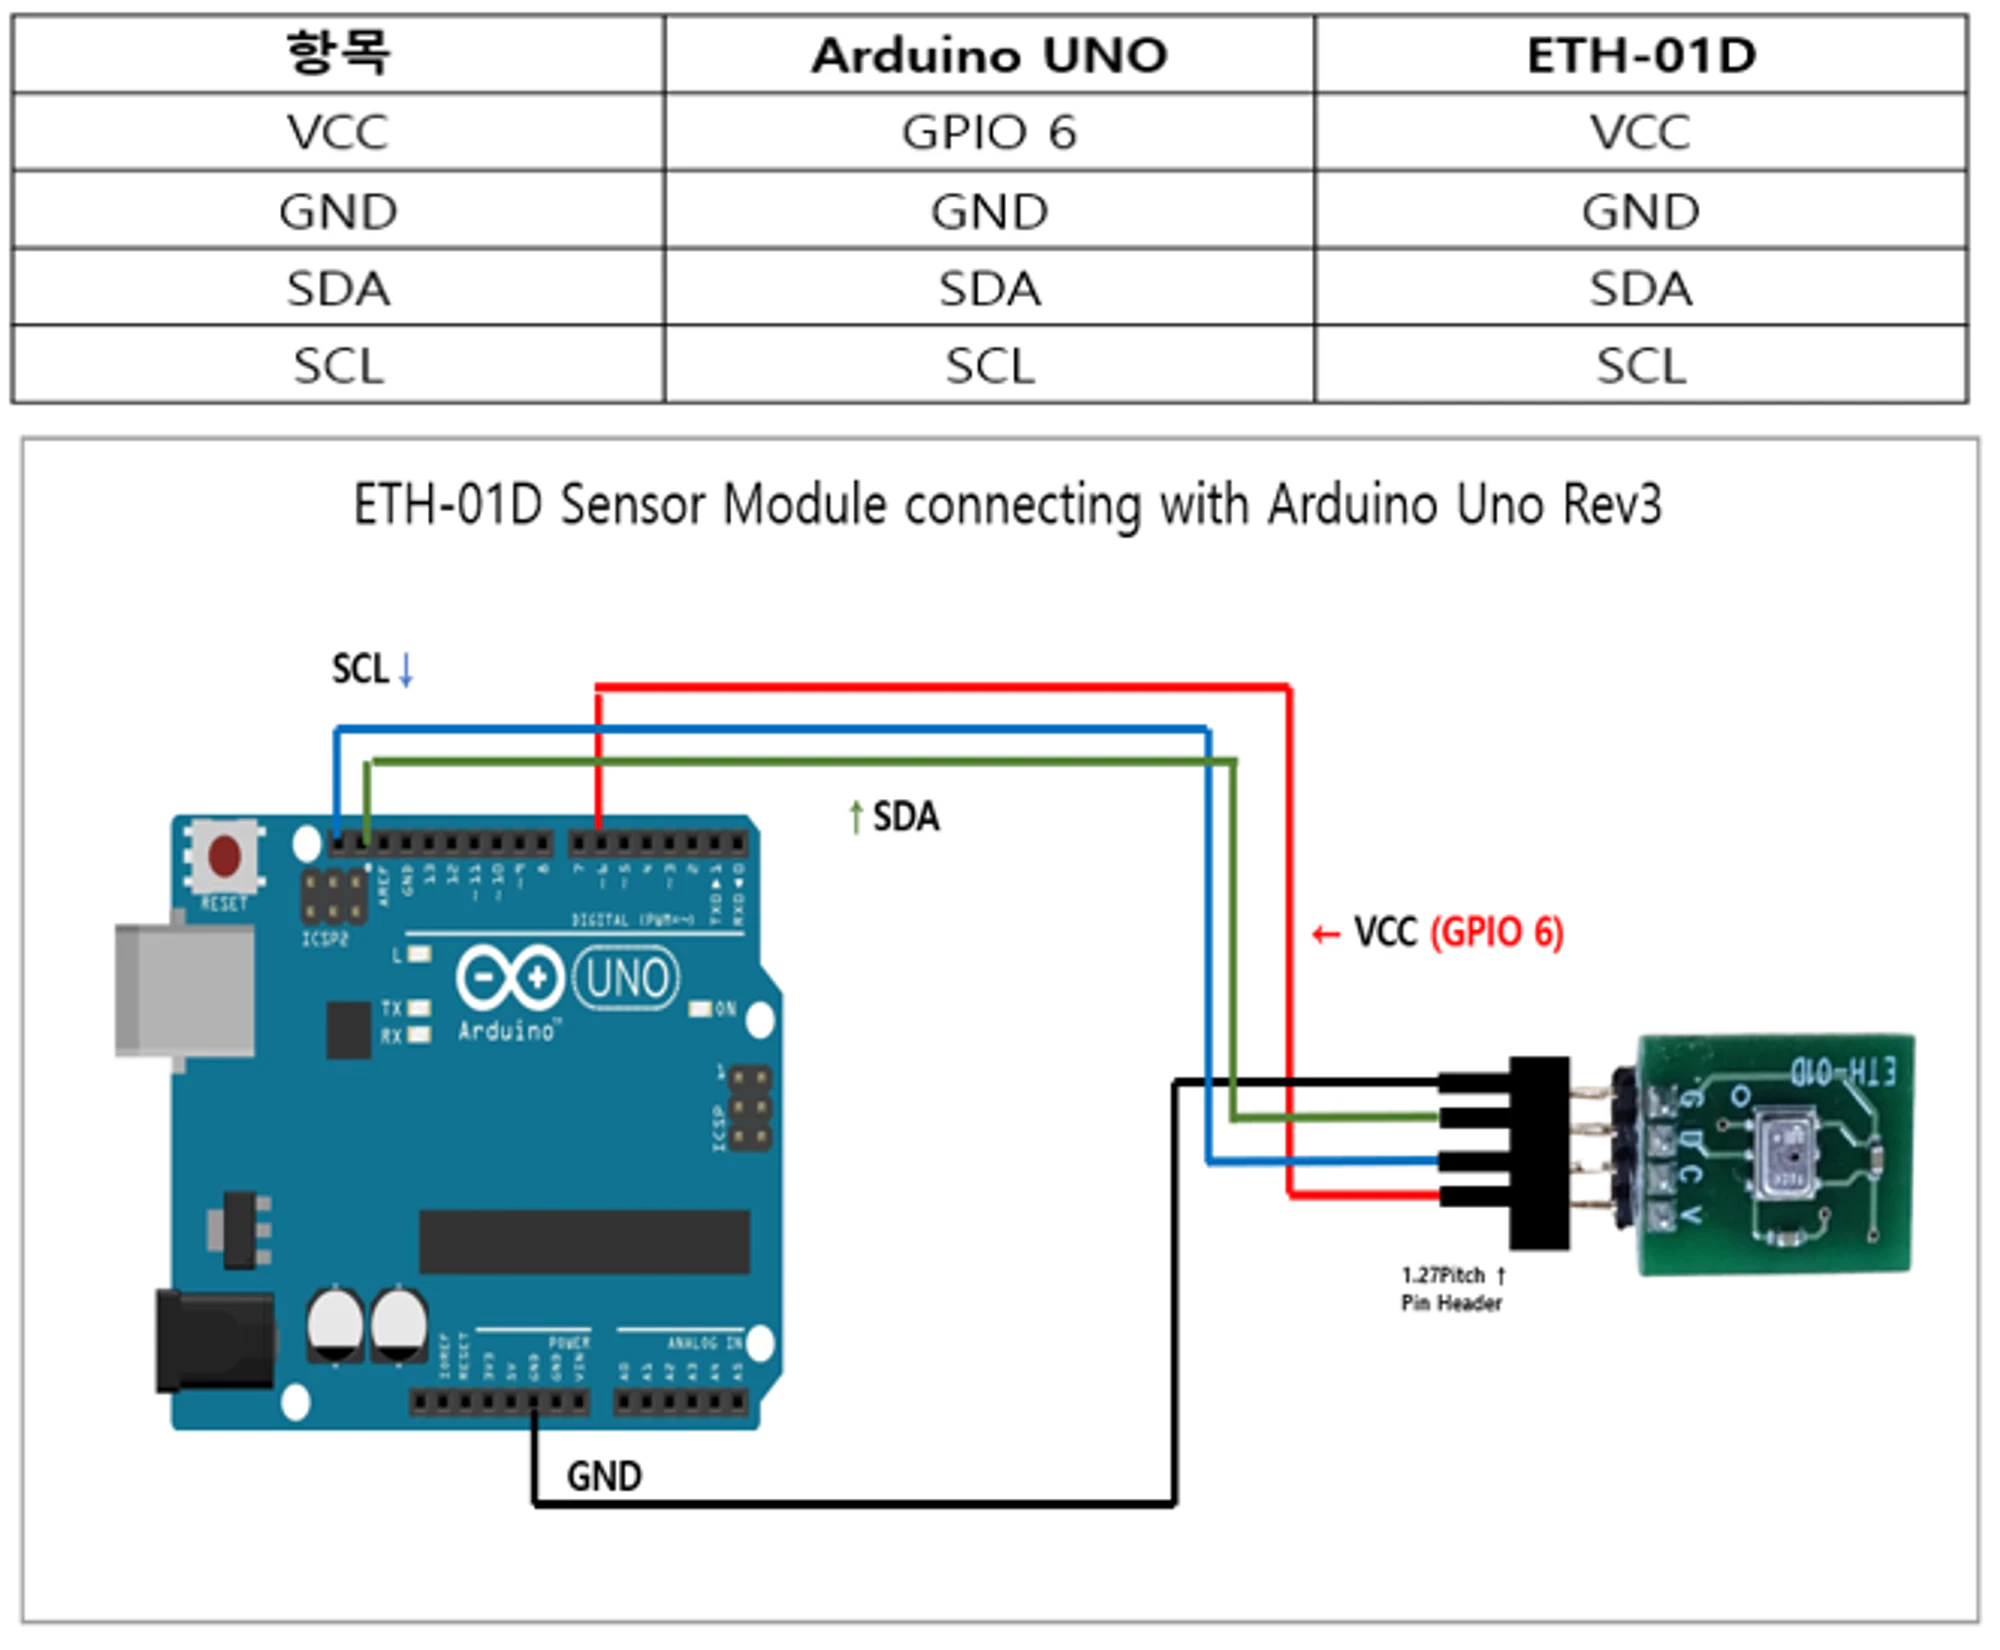 항목 Arduino UNO ETH-01D
VCC GPIO 6 VCC
GND GND GND
SDA SDA SDA
SCL SCL SCL
ETH-01D Sensor Module connecting with Arduino Uno Rev3
SCL ↓
↑ SDA
← VCC (GPIO 6)
RESET
ICSP2
AREF
GND
13
12
~11
~10
~9
8
7
~6
~5
4
~3
2
TXD▶1
RXD◀0
DIGITAL (PWM=~)
L
TX
RX
UNO
Arduino™
ON
1
ICSP
ETH-01D
G
D
C
V
1.27Pitch ↑
Pin Header
POWER
ANALOG IN
IOREF
RESET
3V3
5V
GND
GND
VIN
A0
A1
A2
A3
A4
A5
GND